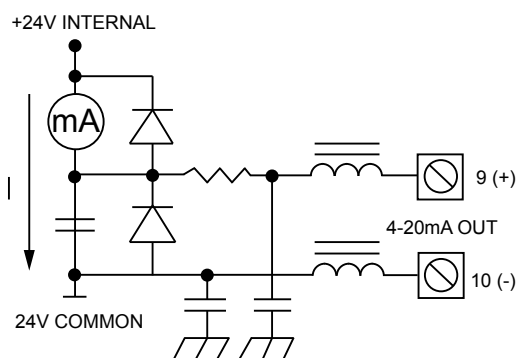 +24V INTERNAL
mA
I
9 (+)
4-20mA OUT
10 (-)
24V COMMON